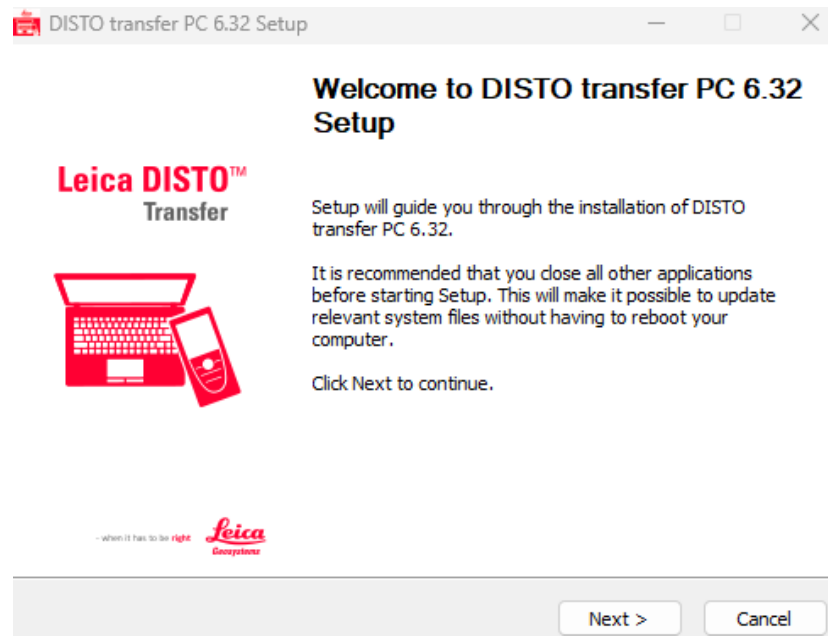 DISTO transfer PC 6.32 Setup
Welcome to DISTO transfer PC 6.32
Setup
Leica DISTO™
Transfer
Setup will guide you through the installation of DISTO
transfer PC 6.32.
It is recommended that you close all other applications
before starting Setup. This will make it possible to update
relevant system files without having to reboot your
computer.
Click Next to continue.
- when it has to be right
Leica
Geosystems
Next >
Cancel